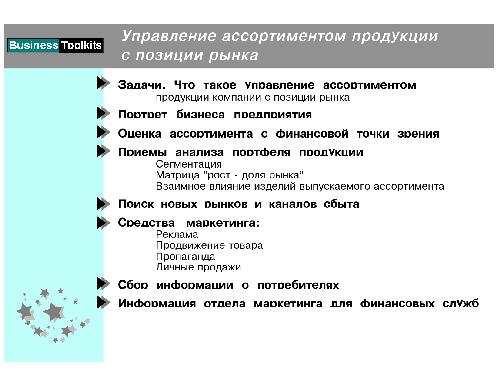 Business Toolkits
Управление ассортиментом продукции
с позиции рынка
Задачи. Что такое управление ассортиментом
продукции компании с позиции рынка
Портрет бизнеса предприятия
Оценка ассортимента с финансовой точки зрения
Приемы анализа портфеля продукции
Сегментация
Матрица "рост - доля рынка"
Взаимное влияние изделий выпускаемого ассортимента
Поиск новых рынков и каналов сбыта
Средства маркетинга:
Реклама
Продвижение товара
Пропаганда
Личные продажи
Сбор информации о потребителях
Информация отдела маркетинга для финансовых служб